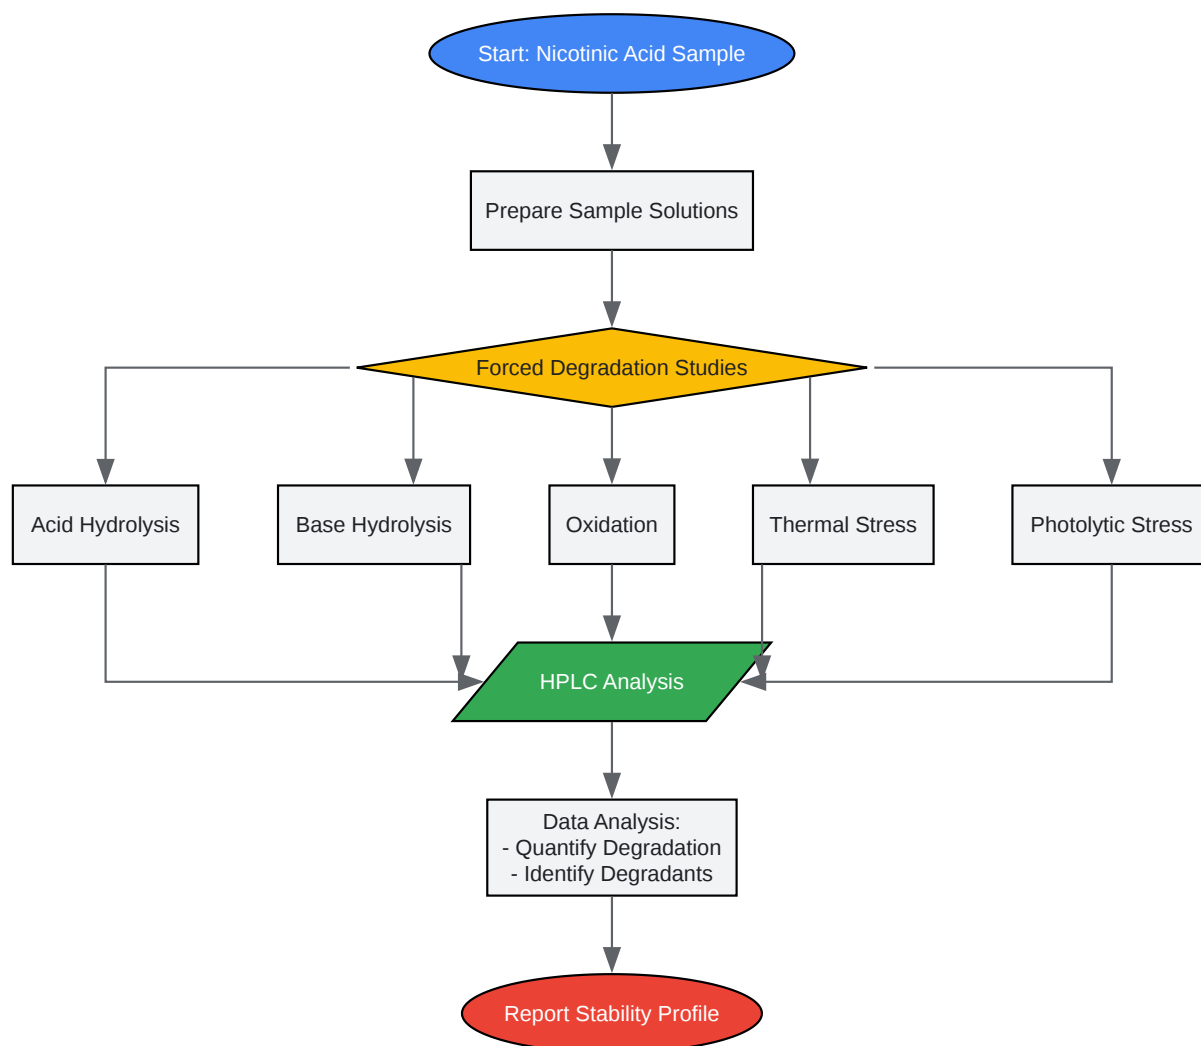 Start: Nicotinic Acid Sample
Prepare Sample Solutions
Forced Degradation Studies
Acid Hydrolysis
Base Hydrolysis
Oxidation
Thermal Stress
Photolytic Stress
HPLC Analysis
Data Analysis:
- Quantify Degradation
- Identify Degradants
Report Stability Profile